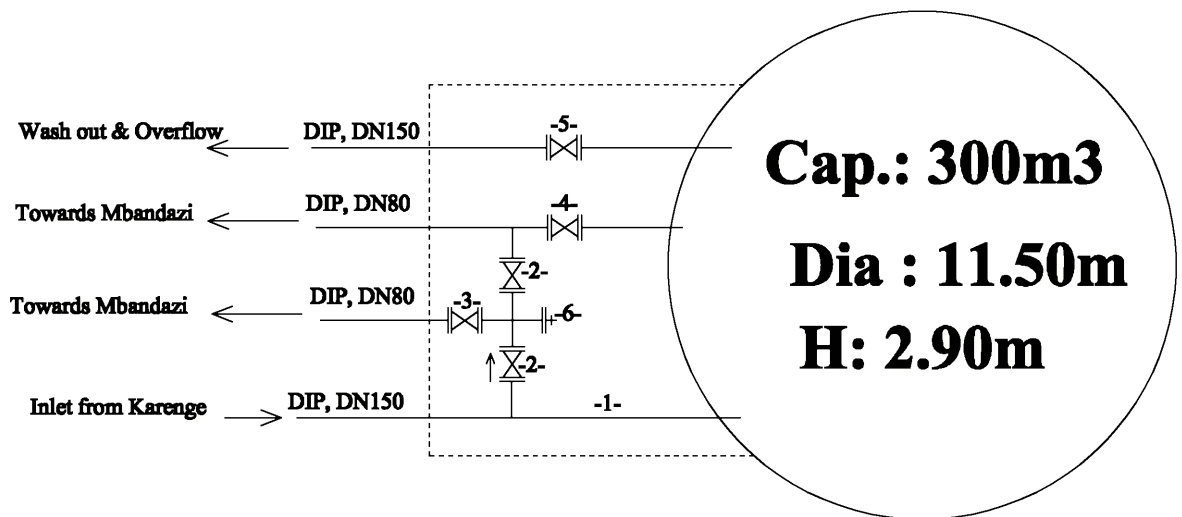 Wash out & Overflow
DIP, DN150
-5-
Towards Mbandazi
DIP, DN80
-4-
-2-
Towards Mbandazi
DIP, DN80
-3-
-6-
-2-
Inlet from Karenge
DIP, DN150
-1-
Cap.: 300m3
Dia : 11.50m
H: 2.90m